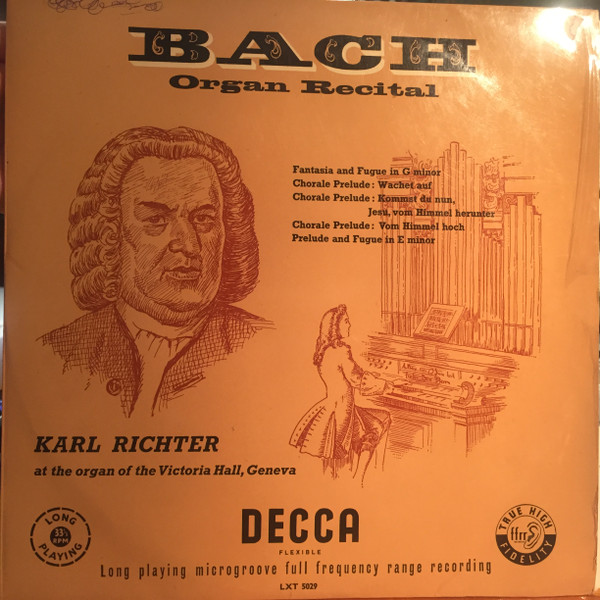 BACH
Organ Recital
Fantasia and Fugue in G minor
Chorale Prelude: Wachet auf
Chorale Prelude: Kommst du nun,
Jesu, vom Himmel herunter
Chorale Prelude: Vom Himmel hoch
Prelude and Fugue in E minor
KARL RICHTER
at the organ of the Victoria Hall, Geneva
LONG
33⅓
RPM
PLAYING
DECCA
FLEXIBLE
Long playing microgroove full frequency range recording
LXT 5029
TRUE HIGH
ffrr
FIDELITY